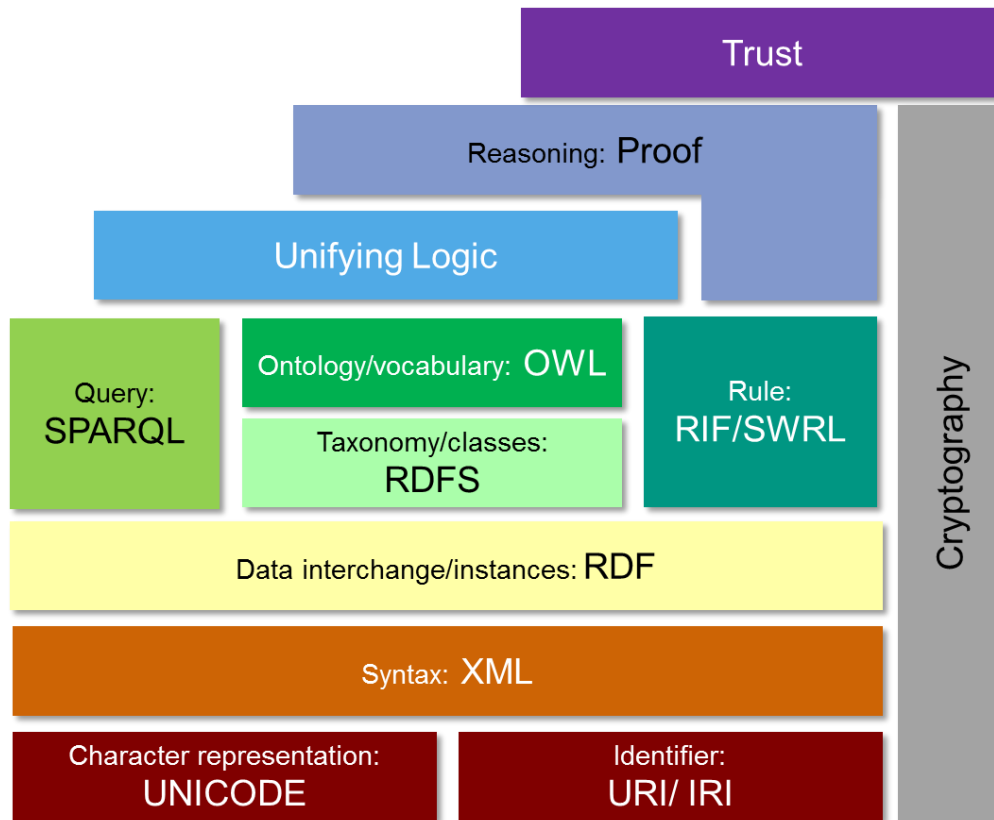 Trust
Reasoning: Proof
Unifying Logic
Query:
SPARQL
Ontology/vocabulary: OWL
Taxonomy/classes:
RDFS
Rule:
RIF/SWRL
Data interchange/instances: RDF
Syntax: XML
Character representation:
UNICODE
Identifier:
URI/ IRI
Cryptography